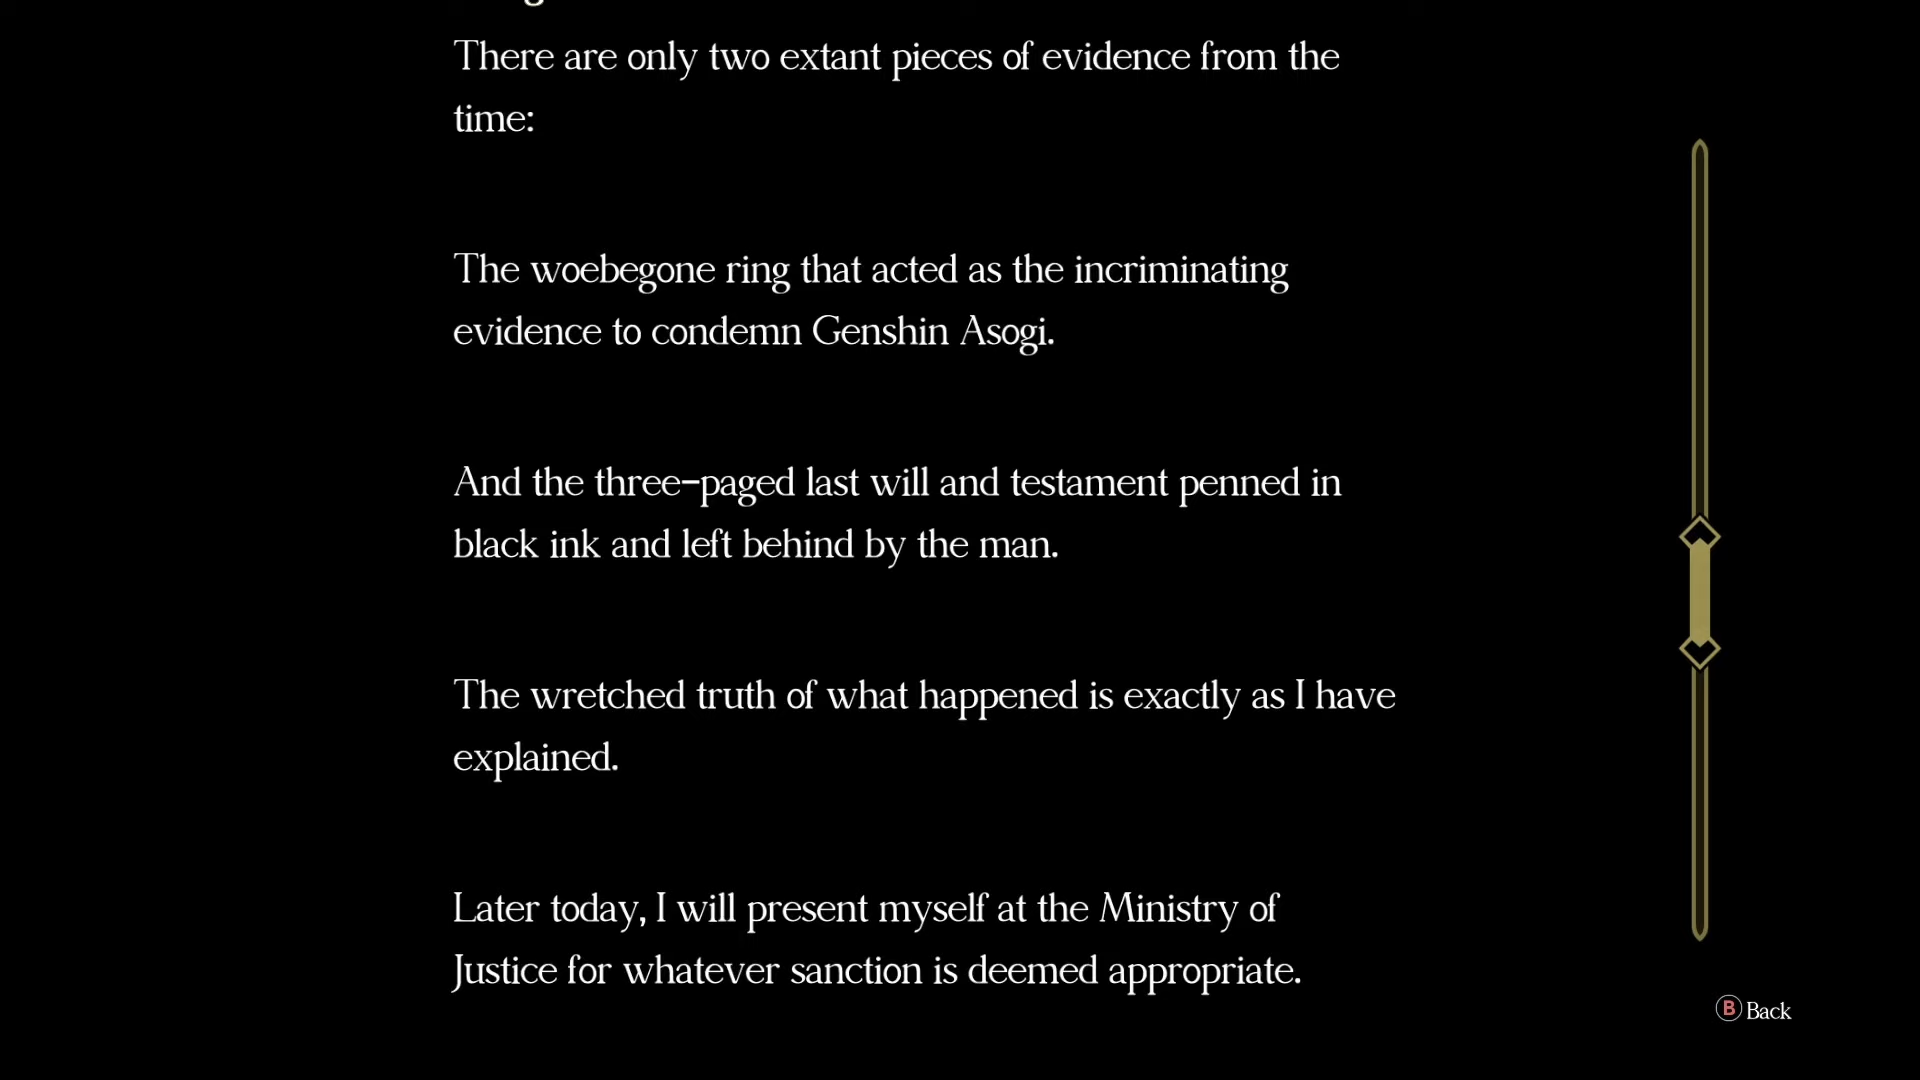 There are only two extant pieces of evidence from the
time:
The woebegone ring that acted as the incriminating
evidence to condemn Genshin Asogi.
And the three-paged last will and testament penned in
black ink and left behind by the man.
The wretched truth of what happened is exactly as I have
explained.
Later today, I will present myself at the Ministry of
Justice for whatever sanction is deemed appropriate.
B Back